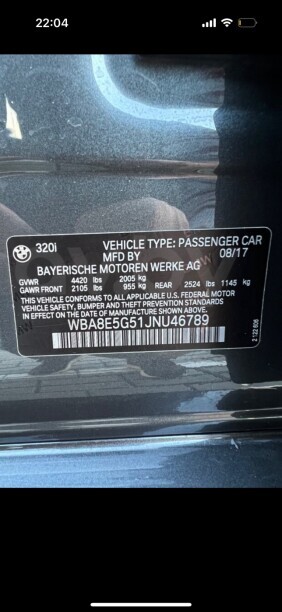 22:04
320i VEHICLE TYPE: PASSENGER CAR
MFD BY 08/17
BAYERISCHE MOTOREN WERKE AG
GVWR 4420 lbs 2005 kg
GAWR FRONT 2105 lbs 955 kg REAR 2524 lbs 1145 kg
THIS VEHICLE CONFORMS TO ALL APPLICABLE U.S. FEDERAL MOTOR
VEHICLE SAFETY, BUMPER AND THEFT PREVENTION STANDARDS IN
EFFECT ON THE DATE OF MANUFACTURE SHOWN ABOVE.
WBA8E5G51JNU46789